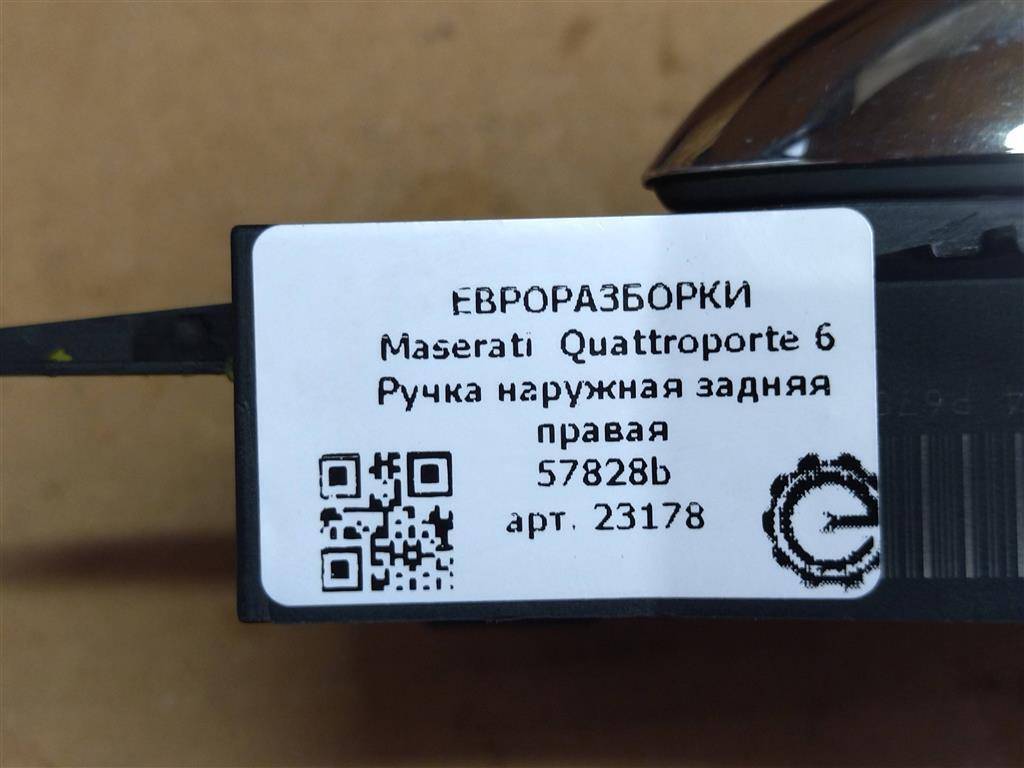 ЕВРОРАЗБОРКИ
Maserati Quattroporte 6
Ручка наружная задняя
правая
57828b
арт. 23178